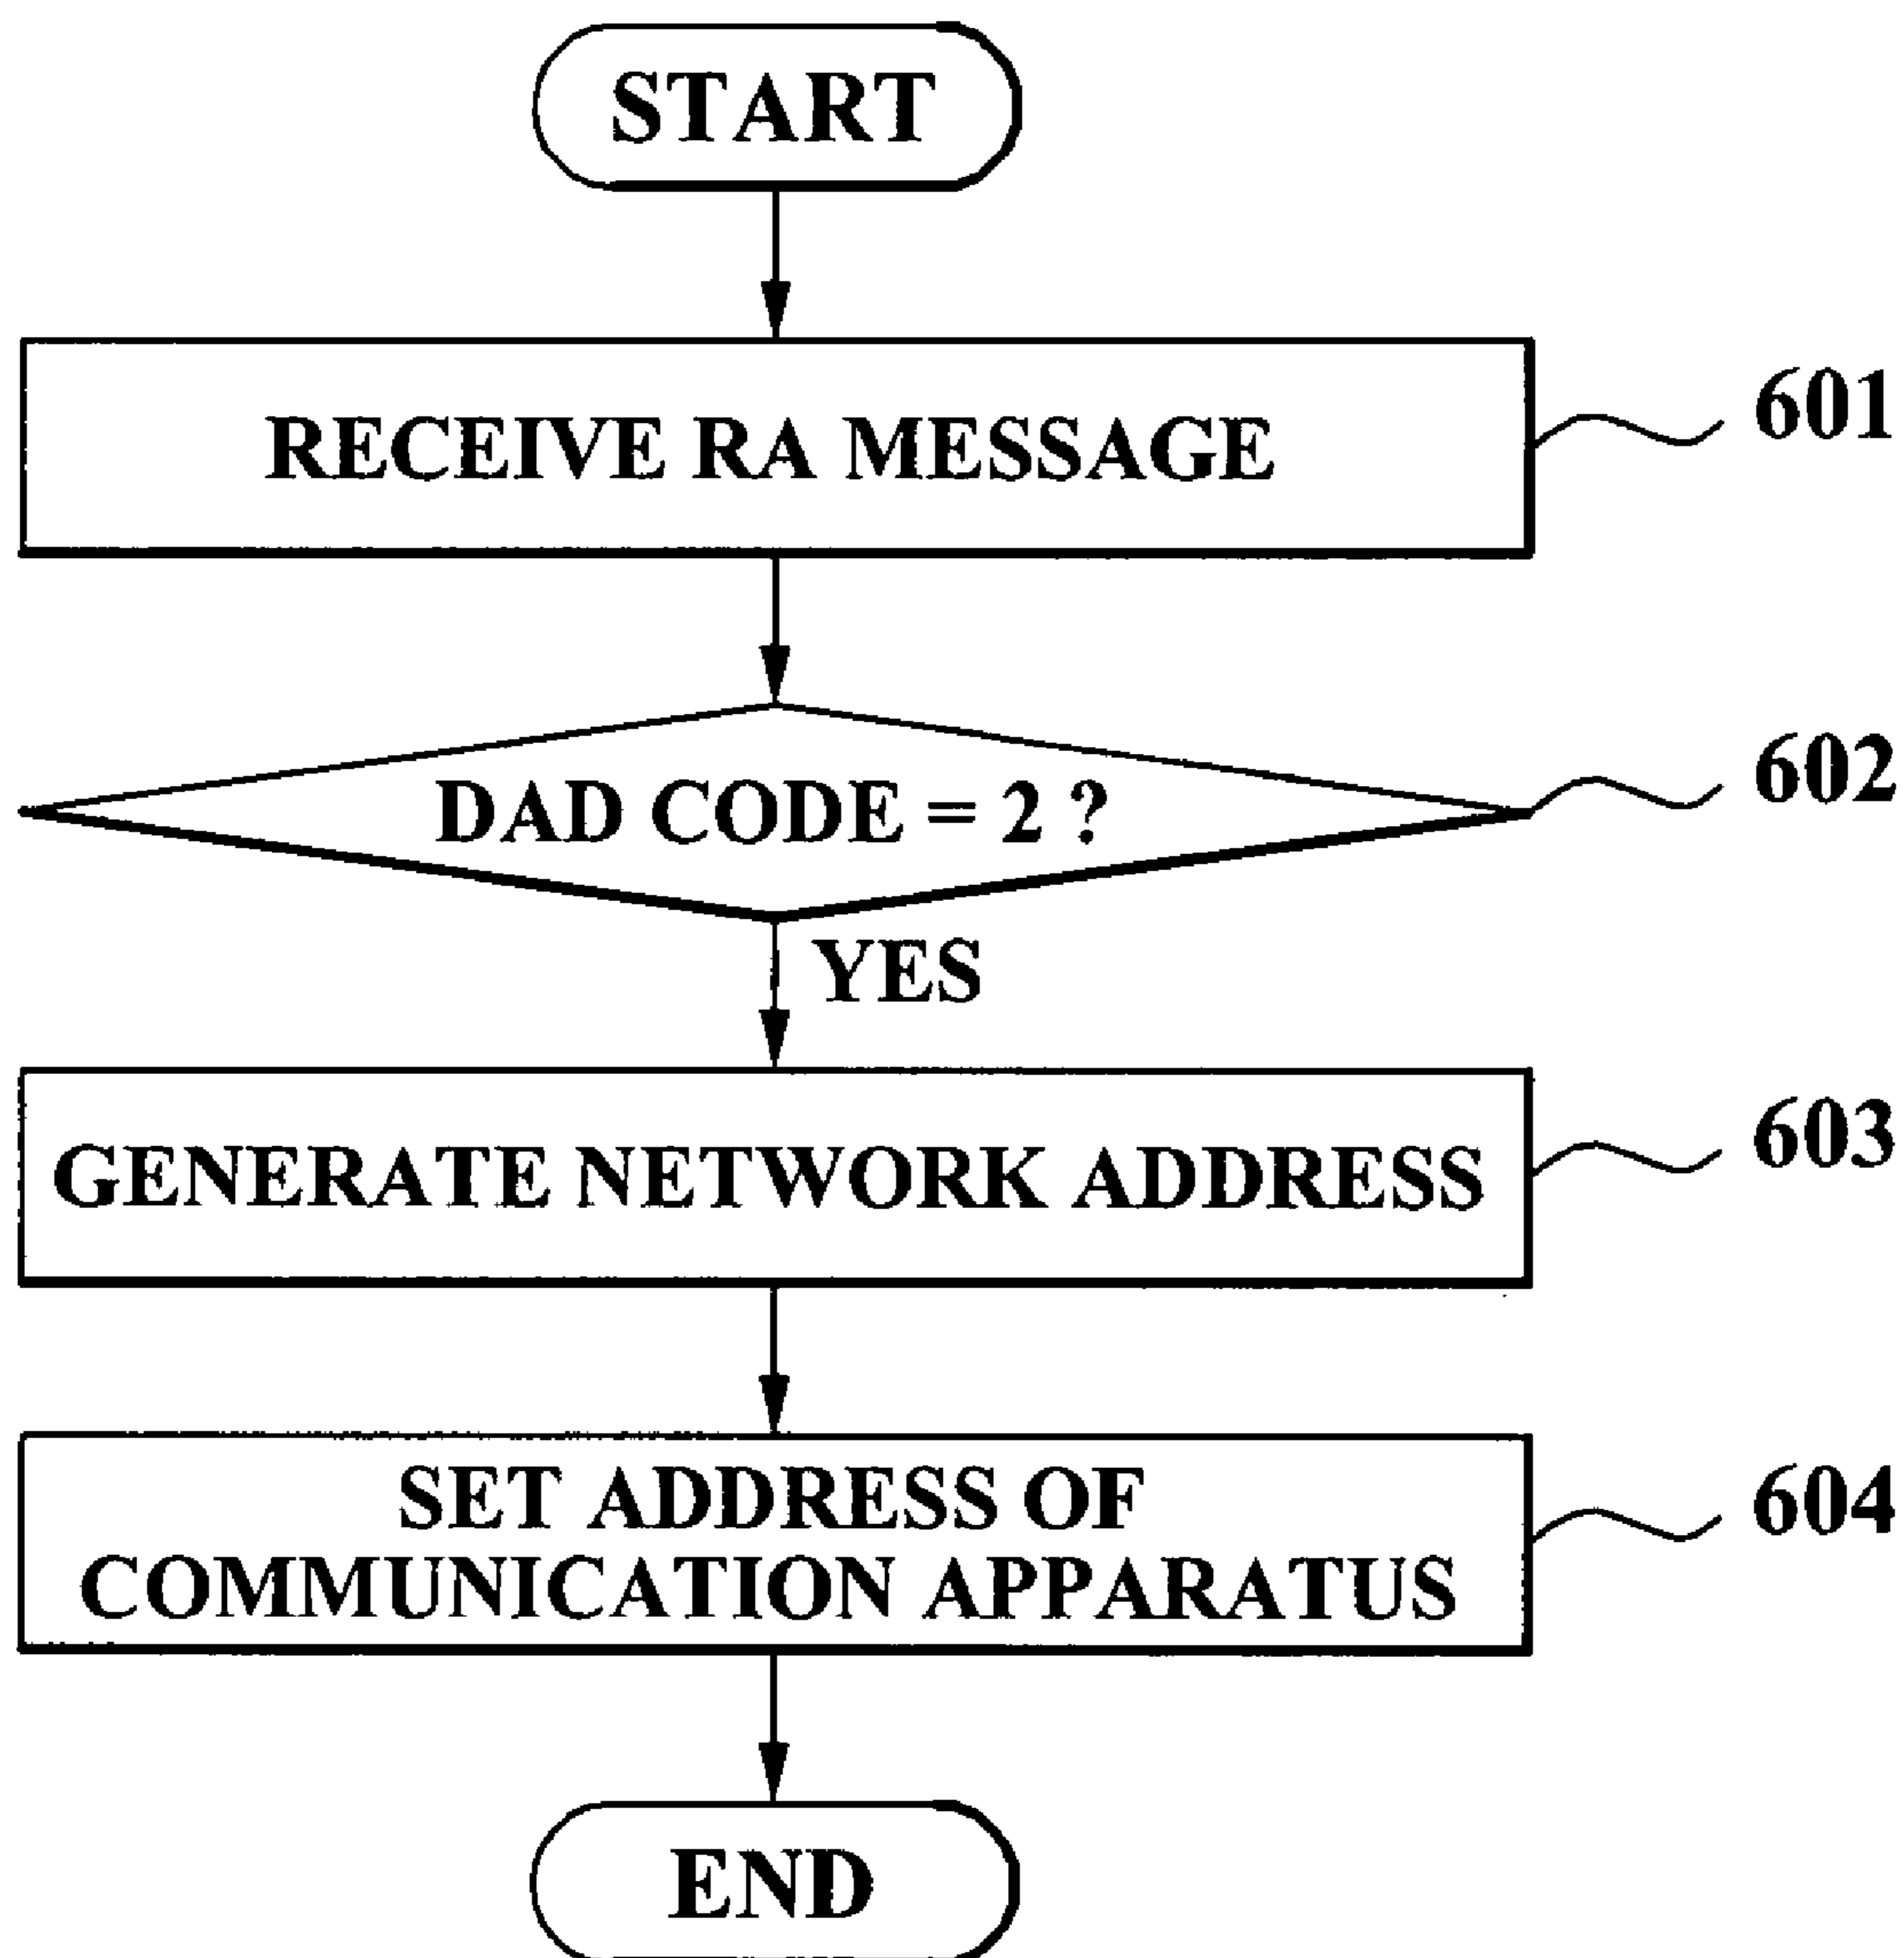 START
RECEIVE RA MESSAGE
601
DAD CODE = 2 ?
602
YES
GENERATE NETWORK ADDRESS
603
SET ADDRESS OF
COMMUNICATION APPARATUS
604
END